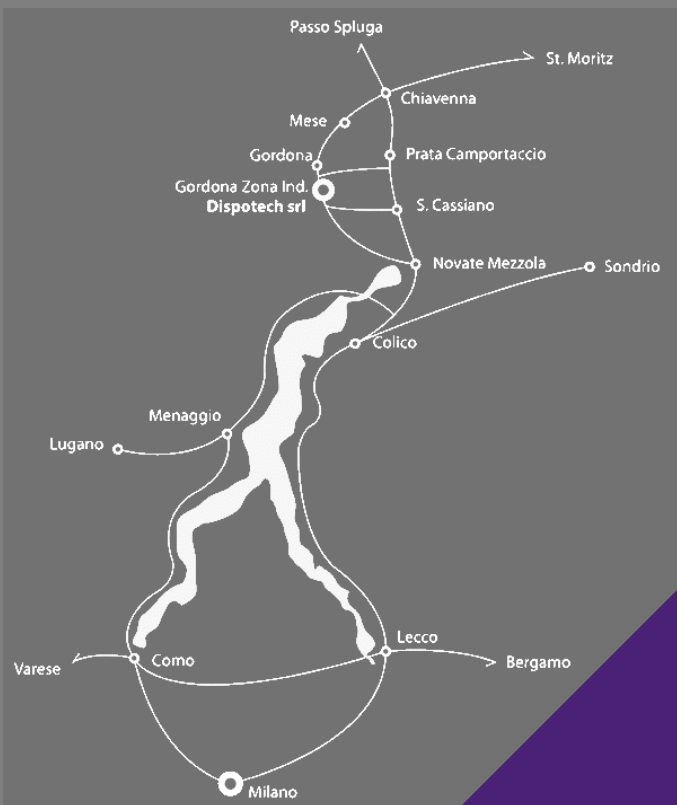 Passo Spluga
St. Moritz
Chiavenna
Mese
Gordona
Prata Camportaccio
Gordona Zona Ind.
Dispotech srl
S. Cassiano
Novate Mezzola
Sondrio
Colico
Menaggio
Lugano
Lecco
Varese
Como
Bergamo
Milano